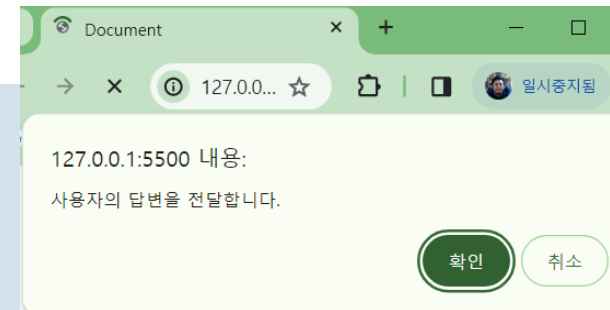 Document
127.0.0... 일시중지됨
127.0.0.1:5500 내용:
사용자의 답변을 전달합니다.
확인 취소